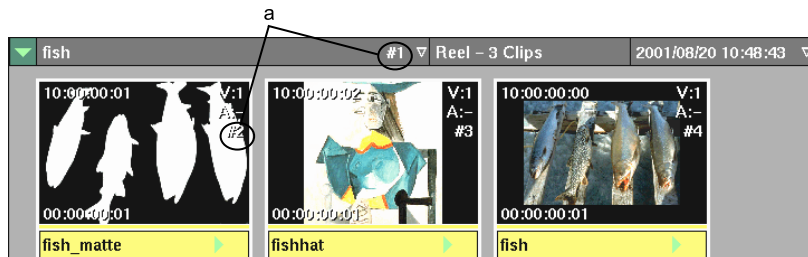 a
fish #1 Reel – 3 Clips 2001/08/20 10:48:43
10:00:00:01 V:1
A:–
#2
00:00:00:01
fish_matte
10:00:00:02 V:1
A:–
#3
00:00:00:01
fishhat
10:00:00:00 V:1
A:–
#4
00:00:00:01
fish